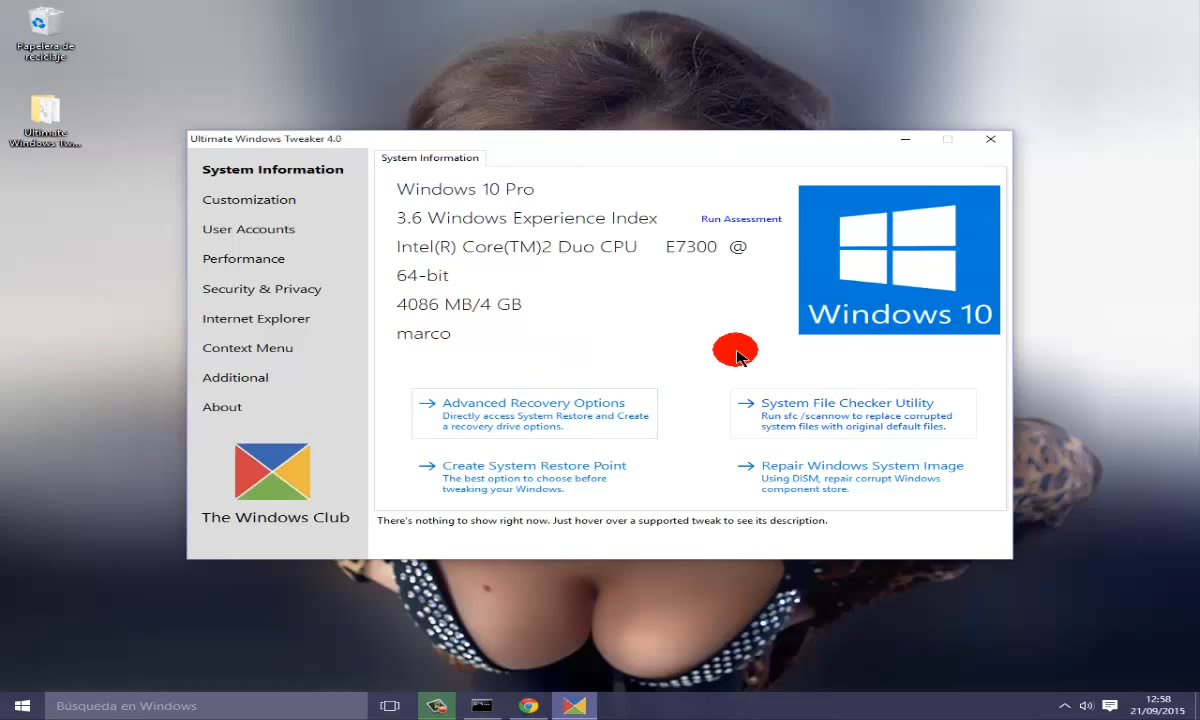 Papelera de
reciclaje
Ultimate
Windows Tw...
Ultimate Windows Tweaker 4.0
System Information
Customization
User Accounts
Performance
Security & Privacy
Internet Explorer
Context Menu
Additional
About
The Windows Club
System Information
Windows 10 Pro
3.6 Windows Experience Index
Run Assessment
Intel(R) Core(TM)2 Duo CPU E7300 @
64-bit
4086 MB/4 GB
marco
Windows 10
Advanced Recovery Options
Directly access System Restore and Create
a recovery drive options.
System File Checker Utility
Run sfc /scannow to replace corrupted
system files with original default files.
Create System Restore Point
The best option to choose before
tweaking your Windows.
Repair Windows System Image
Using DISM, repair corrupt Windows
component store.
There's nothing to show right now. Just hover over a supported tweak to see its description.
Búsqueda en Windows
12:58
21/09/2015